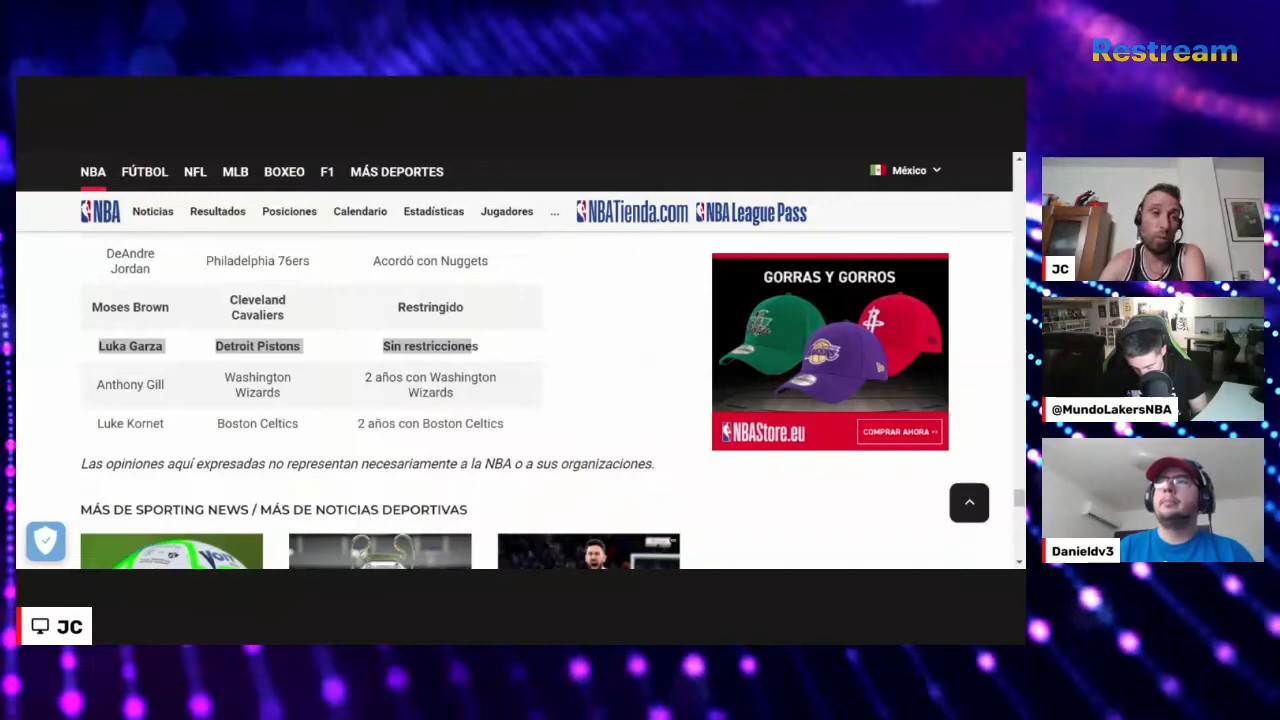 Restream
NBA FÚTBOL NFL MLB BOXEO F1 MÁS DEPORTES México
NBA Noticias Resultados Posiciones Calendario Estadísticas Jugadores ... NBATienda.com NBA League Pass
DeAndre
Jordan
Philadelphia 76ers
Acordó con Nuggets
Moses Brown
Cleveland
Cavaliers
Restringido
Luka Garza
Detroit Pistons
Sin restricciones
Anthony Gill
Washington
Wizards
2 años con Washington
Wizards
Luke Kornet
Boston Celtics
2 años con Boston Celtics
Las opiniones aquí expresadas no representan necesariamente a la NBA o a sus organizaciones.
MÁS DE SPORTING NEWS / MÁS DE NOTICIAS DEPORTIVAS
GORRAS Y GORROS
NBAStore.eu
COMPRAR AHORA >>
JC
@MundoLakersNBA
Danieldv3
JC